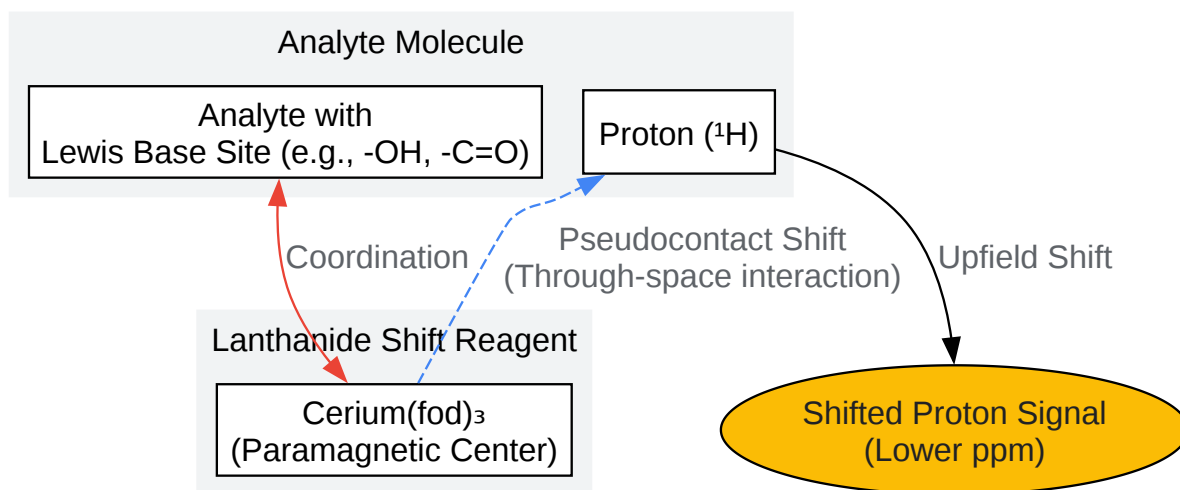 Analyte Molecule
Analyte with
Lewis Base Site (e.g., -OH, -C=O)
Proton (¹H)
Coordination
Pseudocontact Shift
(Through-space interaction)
Upfield Shift
Lanthanide Shift Reagent
Cerium(fod)₃
(Paramagnetic Center)
Shifted Proton Signal
(Lower ppm)